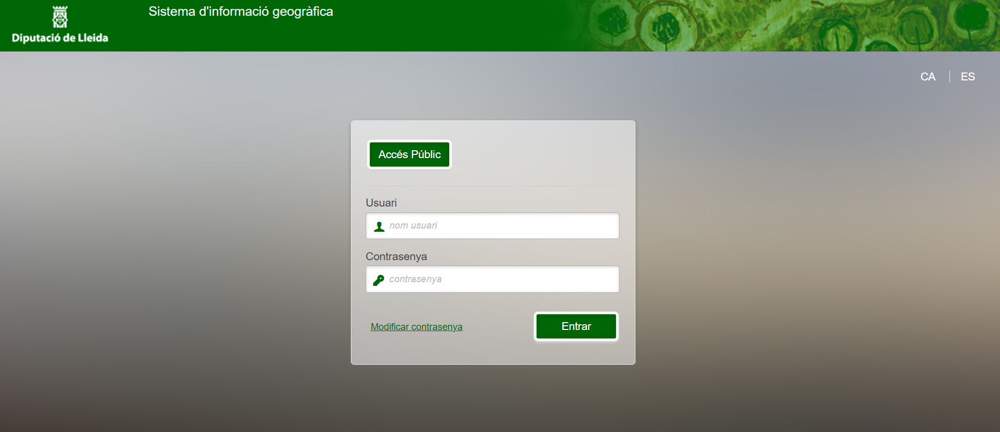 Sistema d'informació geogràfica
Diputació de Lleida
CA
ES
Accés Públic
Usuari
nom usuari
Contrasenya
contrasenya
Modificar contrasenya
Entrar